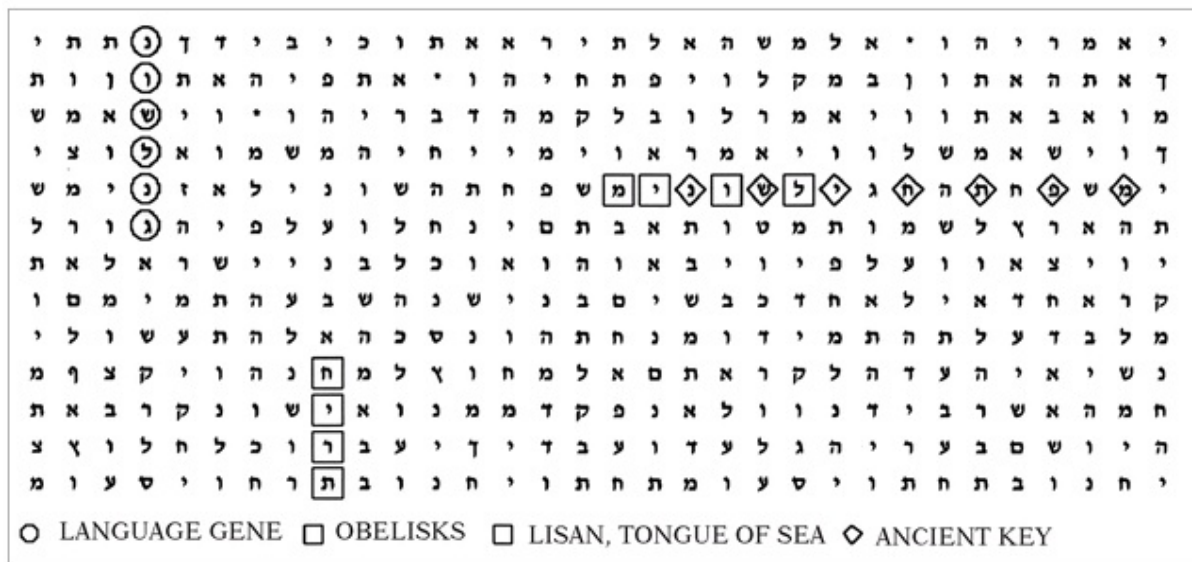 י א מ ר י ה ו ' א ל מ ש ה א ל ת י ר א א ת ו כ י ב י ד ך נ ת ת י
ך א ת ה א ת ו ן ב מ ק ל ו י פ ת ח י ה ו ' א ת פ י ה א ת ו ן ו ת
מ ו א ב א ת ו ו י א מ ר ל ו ב ל ק מ ה ד ב ר י ה ו ' ו י ש א מ ש
ך ו י ש א מ ש ל ו ו י א מ ר א ו י מ י י ח י ה מ ש מ ו א ל ו צ י
י מ ש פ ח ת ה ח ג י ל ש ו נ י מ ש פ ח ת ה ש ו נ י ל א ז נ י מ ש
ת ה א ר ץ ל ש מ ו ת מ ט ו ת א ב ת ם י נ ח ל ו ע ל פ י ה ג ו ר ל
י ו י צ א ו ו ע ל פ י ו י ב א ו ה ו א ו כ ל ב נ י י ש ר א ל א ת
ק ר א ח ד א י ל א ח ד כ ב ש י ם ב נ י ש נ ה ש ב ע ה ת מ י מ ם ו
מ ל ב ד ע ל ת ה ת מ י ד ו מ נ ח ת ה ו נ ס כ ה א ל ה ת ע ש ו ל י
נ ש י א י ה ע ד ה ל ק ר א ת ם א ל מ ח ו ץ ל מ ח נ ה ו י ק צ ף מ
ח מ ה א ש ר ב י ד נ ו ו ל א נ פ ק ד מ מ נ ו א י ש ו נ ק ר ב א ת
ה י ו ש ם ב ע ר י ה ג ל ע ד ו ע ב ד י ך י ע ב ר ו כ ל ח ל ו ץ צ
י ח נ ו ב ת ח ת ו י ס ע ו מ ת ח ת ו י ח נ ו ב ת ר ח ו י ס ע ו מ
LANGUAGE GENE OBELISKS LISAN, TONGUE OF SEA ANCIENT KEY